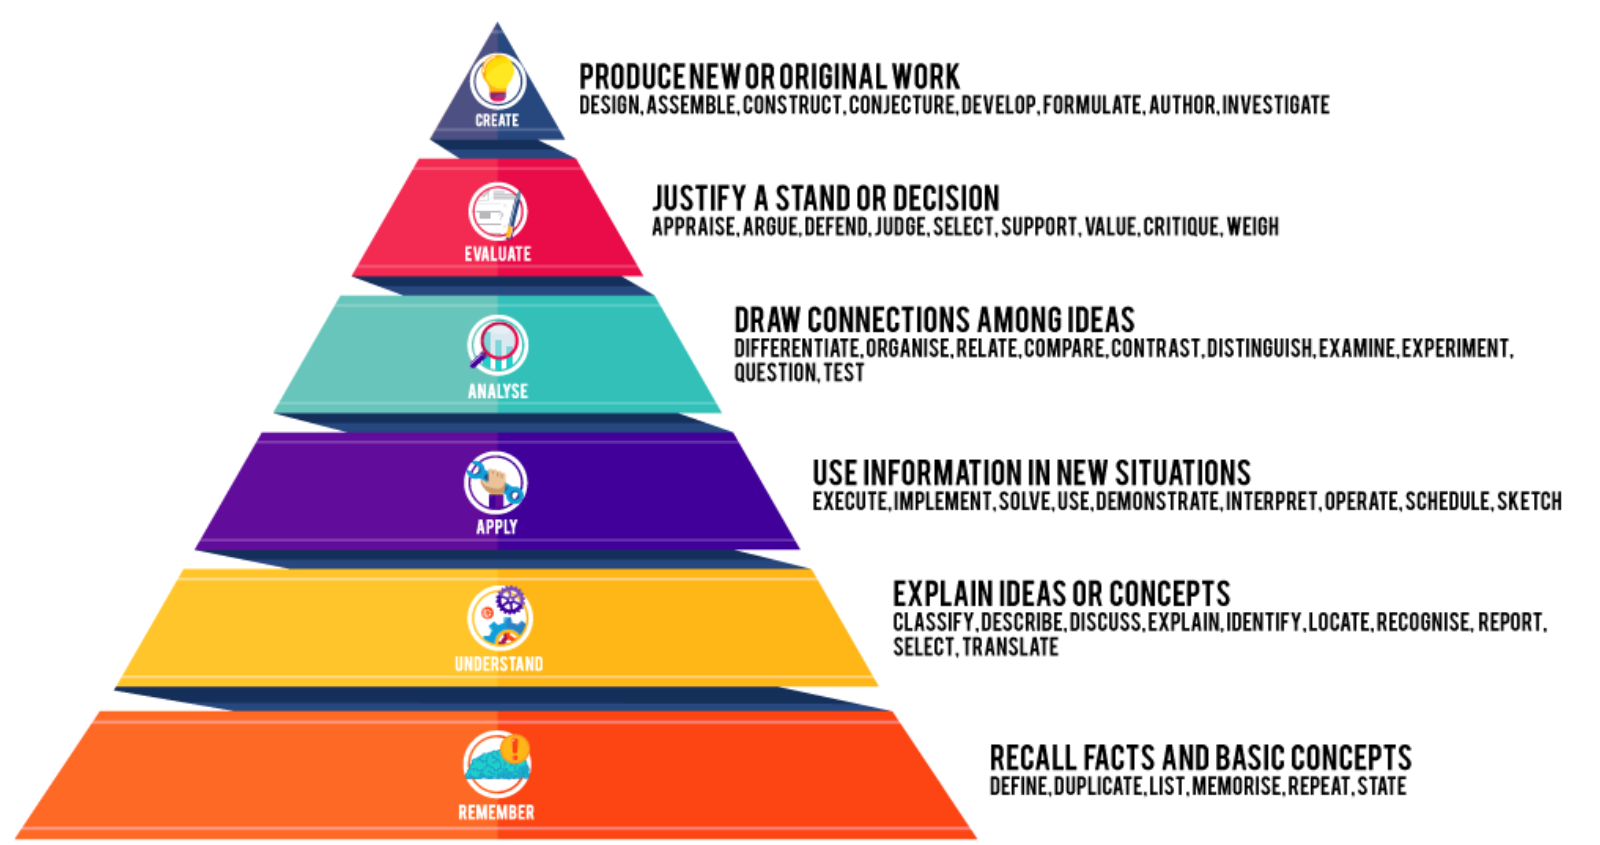 CREATE
PRODUCE NEW OR ORIGINAL WORK
DESIGN, ASSEMBLE, CONSTRUCT, CONJECTURE, DEVELOP, FORMULATE, AUTHOR, INVESTIGATE
EVALUATE
JUSTIFY A STAND OR DECISION
APPRAISE, ARGUE, DEFEND, JUDGE, SELECT, SUPPORT, VALUE, CRITIQUE, WEIGH
ANALYSE
DRAW CONNECTIONS AMONG IDEAS
DIFFERENTIATE, ORGANISE, RELATE, COMPARE, CONTRAST, DISTINGUISH, EXAMINE, EXPERIMENT,
QUESTION, TEST
APPLY
USE INFORMATION IN NEW SITUATIONS
EXECUTE, IMPLEMENT, SOLVE, USE, DEMONSTRATE, INTERPRET, OPERATE, SCHEDULE, SKETCH
UNDERSTAND
EXPLAIN IDEAS OR CONCEPTS
CLASSIFY, DESCRIBE, DISCUSS, EXPLAIN, IDENTIFY, LOCATE, RECOGNISE, REPORT,
SELECT, TRANSLATE
REMEMBER
RECALL FACTS AND BASIC CONCEPTS
DEFINE, DUPLICATE, LIST, MEMORISE, REPEAT, STATE